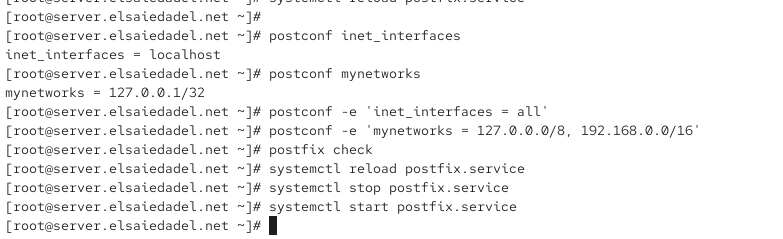 [root@server.elsaiedadel.net ~]# systemctl reload postfix.service
[root@server.elsaiedadel.net ~]#
[root@server.elsaiedadel.net ~]# postconf inet_interfaces
inet_interfaces = localhost
[root@server.elsaiedadel.net ~]# postconf mynetworks
mynetworks = 127.0.0.1/32
[root@server.elsaiedadel.net ~]# postconf -e 'inet_interfaces = all'
[root@server.elsaiedadel.net ~]# postconf -e 'mynetworks = 127.0.0.0/8, 192.168.0.0/16'
[root@server.elsaiedadel.net ~]# postfix check
[root@server.elsaiedadel.net ~]# systemctl reload postfix.service
[root@server.elsaiedadel.net ~]# systemctl stop postfix.service
[root@server.elsaiedadel.net ~]# systemctl start postfix.service
[root@server.elsaiedadel.net ~]#